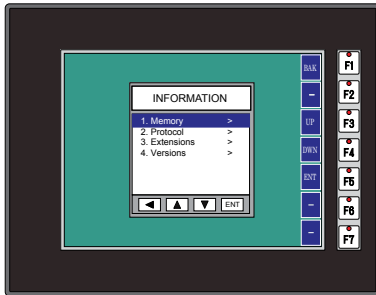 INFORMATION
1. Memory >
2. Protocol >
3. Extensions >
4. Versions >
ENT
BAK
–
UP
DWN
ENT
–
–
F1
F2
F3
F4
F5
F6
F7